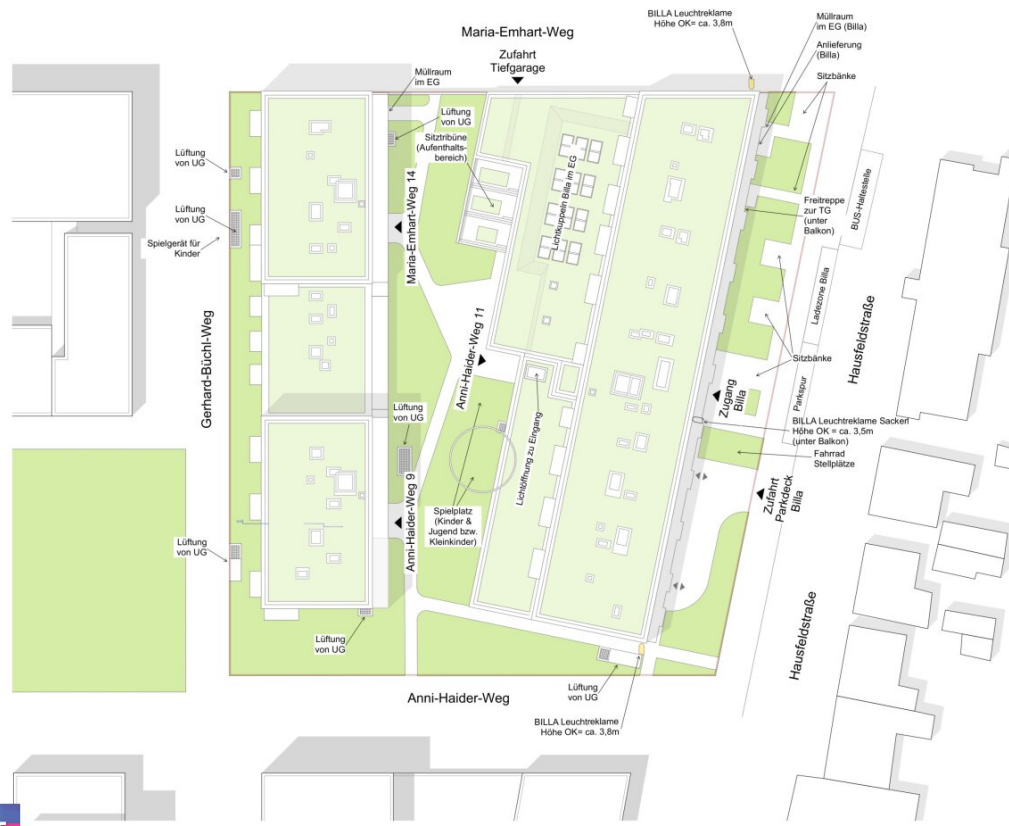 BILLA Leuchtreklame
Höhe OK= ca. 3,8m
Müllraum
im EG (Billa)
Anlieferung
(Billa)
Sitzbänke
Maria-Emhart-Weg
Zufahrt
Tiefgarage
Müllraum
im EG
Lüftung
von UG
Sitztribüne
(Aufenthalts-
bereich)
Lüftung
von UG
Lüftung
von UG
Spielgerät für
Kinder
Maria-Emhart-Weg 14
Lichtkuppeln Billa im EG
Freitreppe
zur TG
(unter
Balkon)
BUS-Haltestelle
Ladezone Billa
Hausfeldstraße
Gerhard-Büchl-Weg
Anni-Haider-Weg 11
Sitzbänke
Parkspur
Zugang
Billa
Lüftung
von UG
Lichtöffnung zu Eingang
BILLA Leuchtreklame Sackerl
Höhe OK = ca. 3,5m
(unter Balkon)
Fahrrad
Stellplätze
Zufahrt
Parkdeck
Billa
Anni-Haider-Weg 9
Spielplatz
(Kinder &
Jugend bzw.
Kleinkinder)
Lüftung
von UG
Lüftung
von UG
Hausfeldstraße
Anni-Haider-Weg
Lüftung
von UG
BILLA Leuchtreklame
Höhe OK= ca. 3,8m